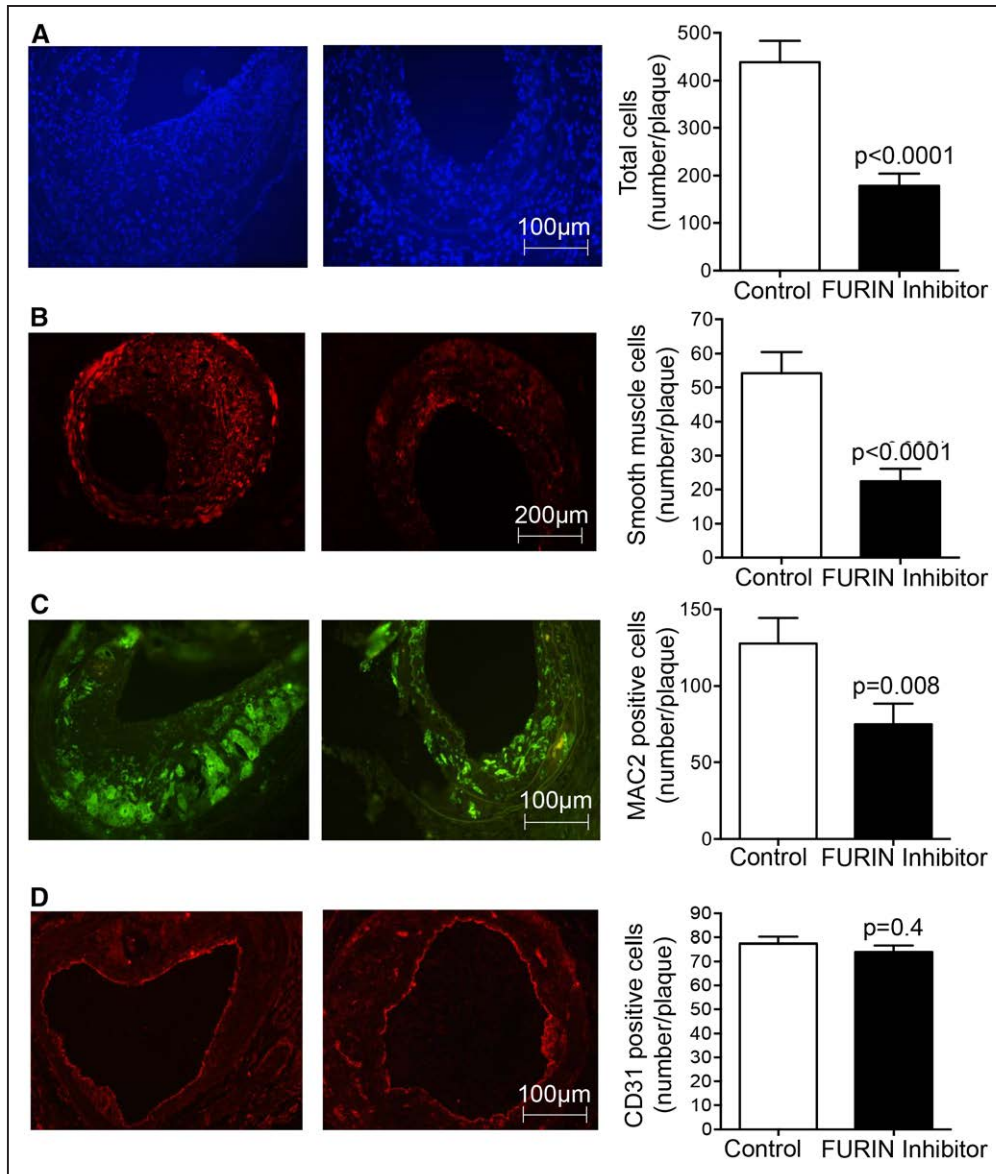 A
100µm
Total cells
(number/plaque)
500
400
300
200
100
0
p<0.0001
Control
FURIN Inhibitor
B
200µm
Smooth muscle cells
(number/plaque)
70
60
50
40
30
20
10
0
p<0.0001
Control
FURIN Inhibitor
C
100µm
MAC2 positive cells
(number/plaque)
150
100
50
0
p=0.008
Control
FURIN Inhibitor
D
100µm
CD31 positive cells
(number/plaque)
90
80
70
60
50
40
30
20
10
0
p=0.4
Control
FURIN Inhibitor